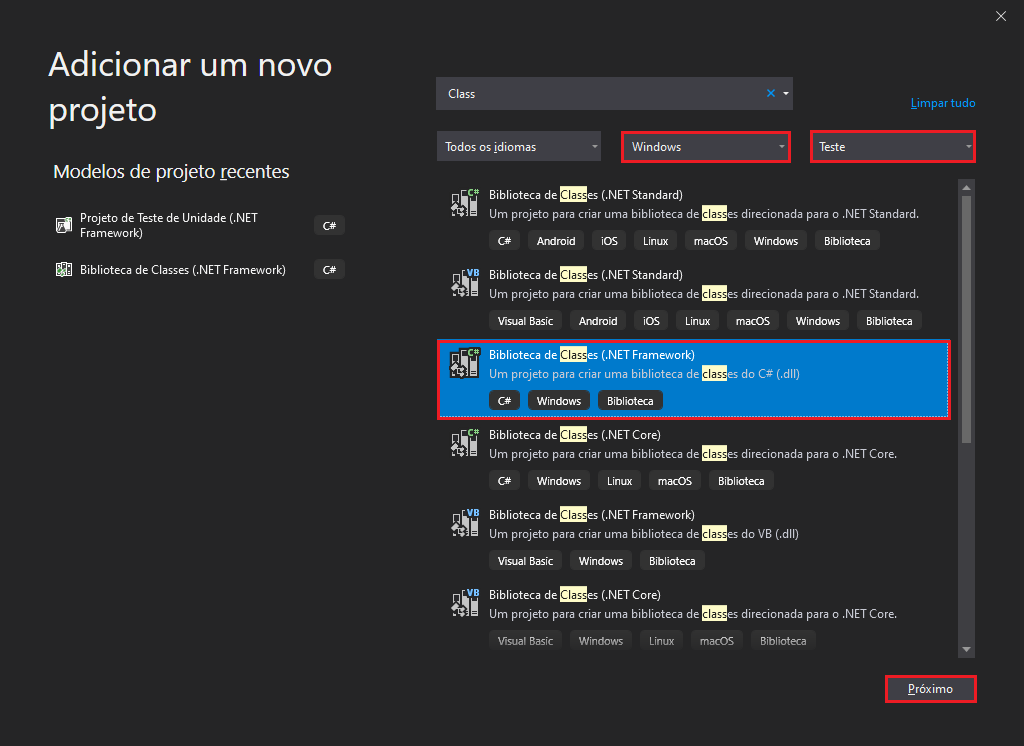 Adicionar um novo
projeto
Modelos de projeto recentes
Projeto de Teste de Unidade (.NET
Framework)
C#
Biblioteca de Classes (.NET Framework)
C#
Class
Limpar tudo
Todos os idiomas
Windows
Teste
C#
Biblioteca de Classes (.NET Standard)
Um projeto para criar uma biblioteca de classes direcionada para o .NET Standard.
C# Android iOS Linux macOS Windows Biblioteca
VB
Biblioteca de Classes (.NET Standard)
Um projeto para criar uma biblioteca de classes direcionada para o .NET Standard.
Visual Basic Android iOS Linux macOS Windows Biblioteca
C#
Biblioteca de Classes (.NET Framework)
Um projeto para criar uma biblioteca de classes do C# (.dll)
C# Windows Biblioteca
C#
Biblioteca de Classes (.NET Core)
Um projeto para criar uma biblioteca de classes direcionada para o .NET Core.
C# Windows Linux macOS Biblioteca
VB
Biblioteca de Classes (.NET Framework)
Um projeto para criar uma biblioteca de classes do VB (.dll)
Visual Basic Windows Biblioteca
VB
Biblioteca de Classes (.NET Core)
Um projeto para criar uma biblioteca de classes direcionada para o .NET Core.
Visual Basic Windows Linux macOS Biblioteca
Próximo